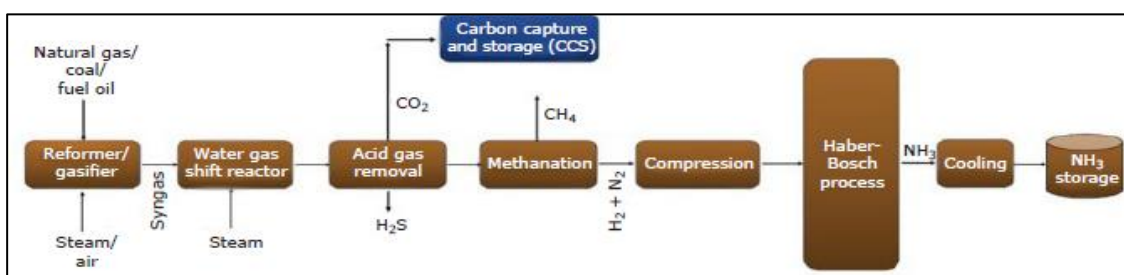 Carbon capture
and storage (CCS)
Natural gas/
coal/
fuel oil
CO₂
CH₄
Reformer/
gasifier
Syngas
Water gas
shift reactor
Acid gas
removal
Methanation
H₂ + N₂
Compression
Haber-
Bosch
process
NH₃
Cooling
NH₃
storage
Steam/
air
Steam
H₂S